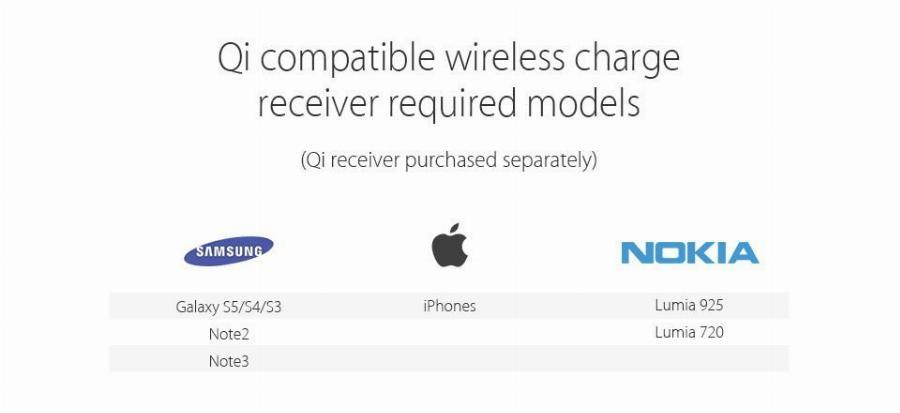 Qi compatible wireless charge
receiver required models
(Qi receiver purchased separately)
SAMSUNG
NOKIA
Galaxy S5/S4/S3
iPhones
Lumia 925
Note2
Lumia 720
Note3